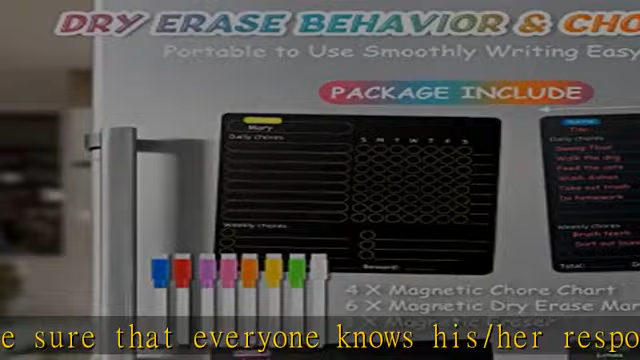 DRY ERASE BEHAVIOR & CHO
Portable to Use Smoothly Writing Easy
PACKAGE INCLUDE
Mary
Daily chores
S M T W T F S
Weekly chores
Reward:
Daily chores
Sweep floor
Walk the dog
Feed the cats
Wash dishes
Take out trash
Do homework
Weekly chores
Brush teeth
Total:
4 X Magnetic Chore Chart
6 X Magnetic Dry Erase Mar
X Magnetic Eraser
e sure that everyone knows his/her respo